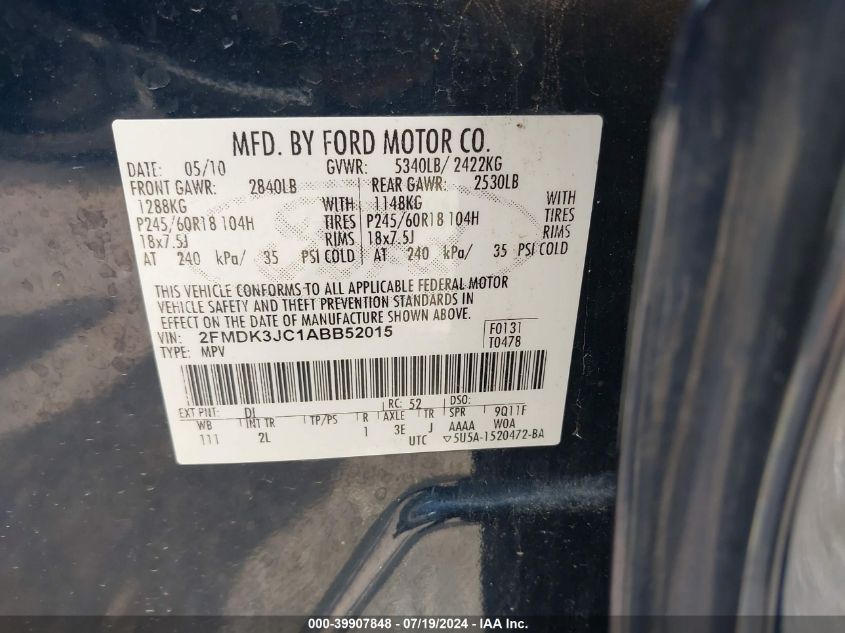 MFD. BY FORD MOTOR CO.
DATE: 05/10 GVWR: 5340LB/ 2422KG
FRONT GAWR: 2840LB REAR GAWR: 2530LB
1288KG WITH 1148KG WITH
P245/60R18 104H TIRES P245/60R18 104H TIRES
18x7.5J RIMS 18x7.5J RIMS
AT 240 kPa/ 35 PSI COLD AT 240 kPa/ 35 PSI COLD
THIS VEHICLE CONFORMS TO ALL APPLICABLE FEDERAL MOTOR
VEHICLE SAFETY AND THEFT PREVENTION STANDARDS IN
EFFECT ON THE DATE OF MANUFACTURE SHOWN ABOVE.
VIN: 2FMDK3JC1ABB52015 F0131
TYPE: MPV T0478
EXT PNT: DI RC: 52 DSO:
WB INT TR TP/PS R AXLE TR SPR 9Q11F
111 2L 1 3E J AAAA W0A
UTC ▽5U5A-1520472-BA
000-39907848 - 07/19/2024 - IAA Inc.